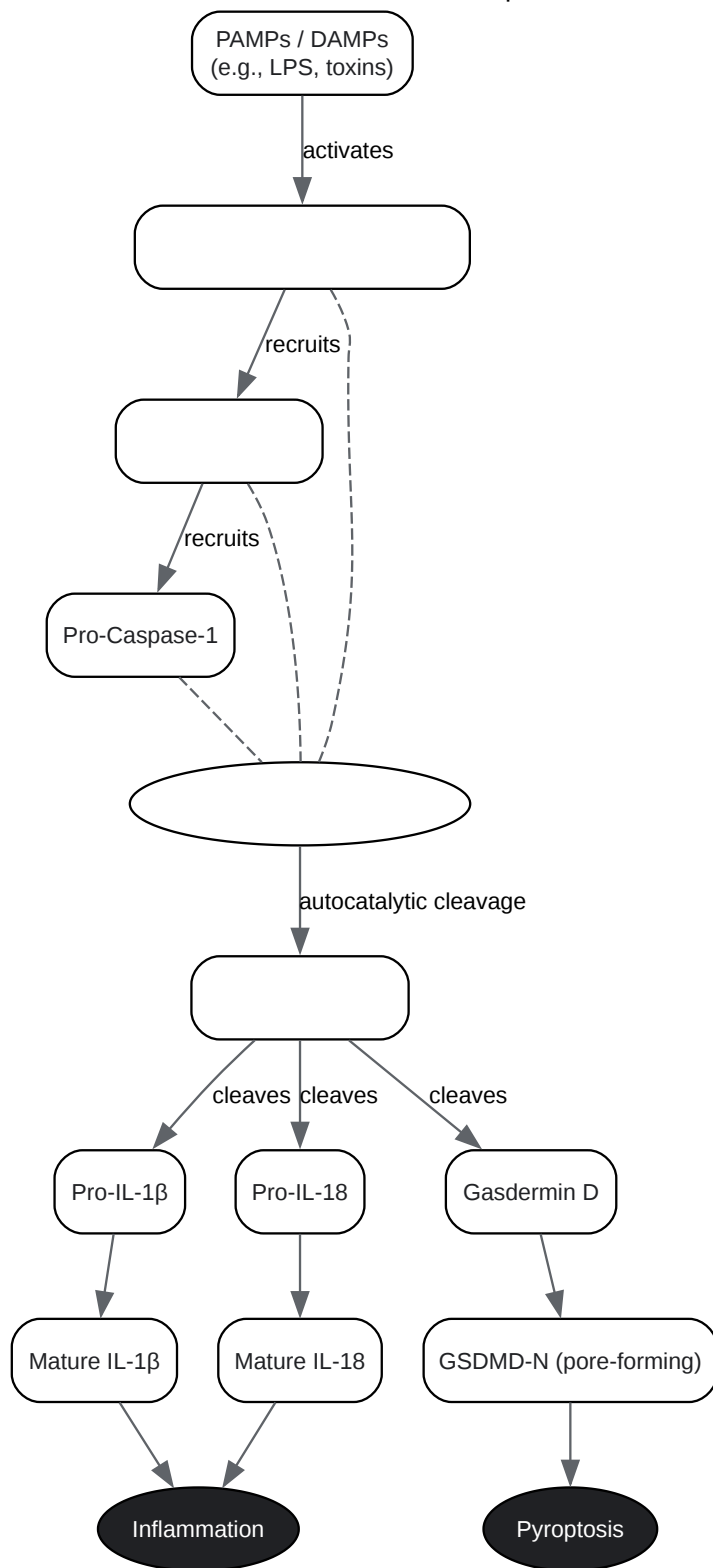 PAMPs / DAMPs
(e.g., LPS, toxins)
activates
recruits
recruits
Pro-Caspase-1
autocatalytic cleavage
cleaves
cleaves
cleaves
Pro-IL-1β
Pro-IL-18
Gasdermin D
Mature IL-1β
Mature IL-18
GSDMD-N (pore-forming)
Inflammation
Pyroptosis